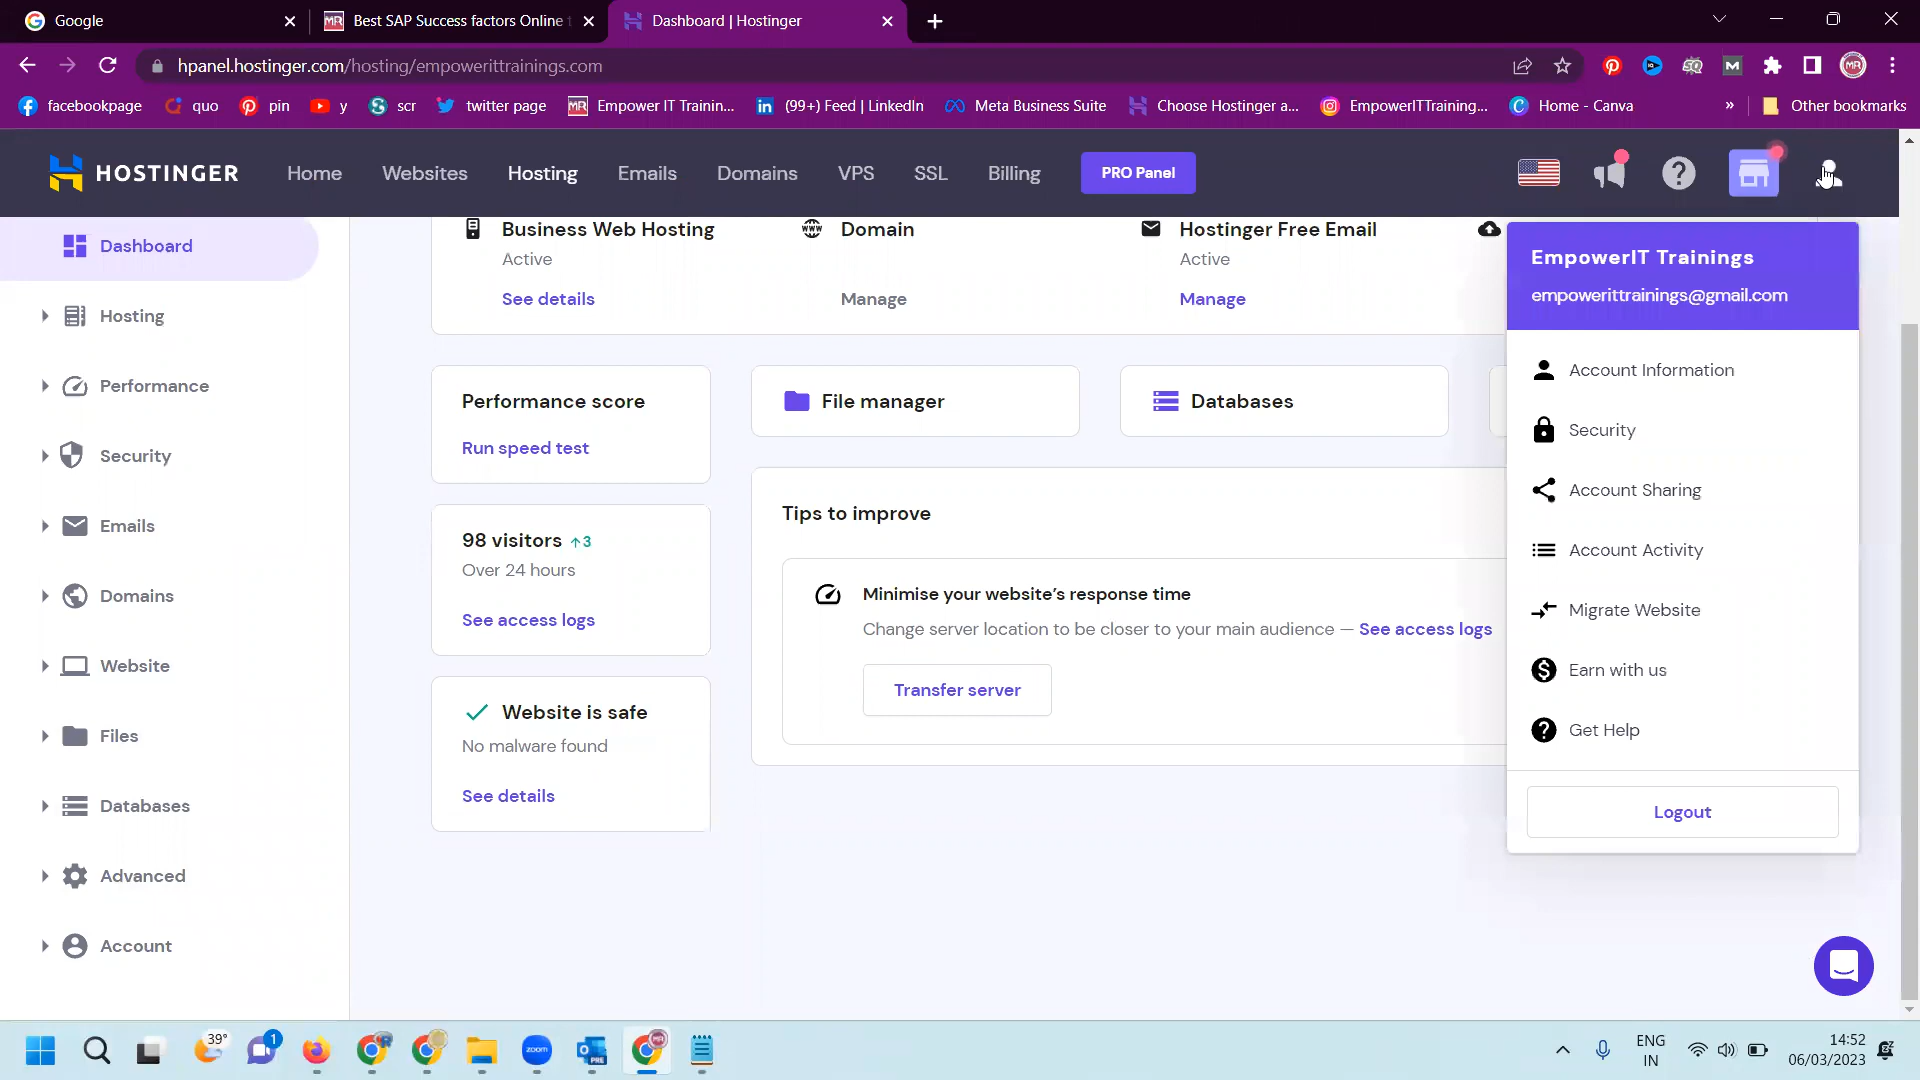 Google
Best SAP Success factors Online t
Dashboard | Hostinger
hpanel.hostinger.com/hosting/empowerittrainings.com
facebookpage
quo
pin
y
scr
twitter page
MR Empower IT Trainin...
(99+) Feed | LinkedIn
Meta Business Suite
Choose Hostinger a...
EmpowerITTraining...
Home - Canva
»
Other bookmarks
HOSTINGER
Home
Websites
Hosting
Emails
Domains
VPS
SSL
Billing
PRO Panel
Dashboard
Hosting
Performance
Security
Emails
Domains
Website
Files
Databases
Advanced
Account
Business Web Hosting
Active
See details
Domain
Manage
Hostinger Free Email
Active
Manage
Performance score
Run speed test
File manager
Databases
98 visitors ↑3
Over 24 hours
See access logs
Tips to improve
Minimise your website's response time
Change server location to be closer to your main audience — See access logs
Transfer server
Website is safe
No malware found
See details
EmpowerIT Trainings
empowerittrainings@gmail.com
Account Information
Security
Account Sharing
Account Activity
Migrate Website
Earn with us
Get Help
Logout
39°
1
zoom
PRE
ENG
IN
14:52
06/03/2023